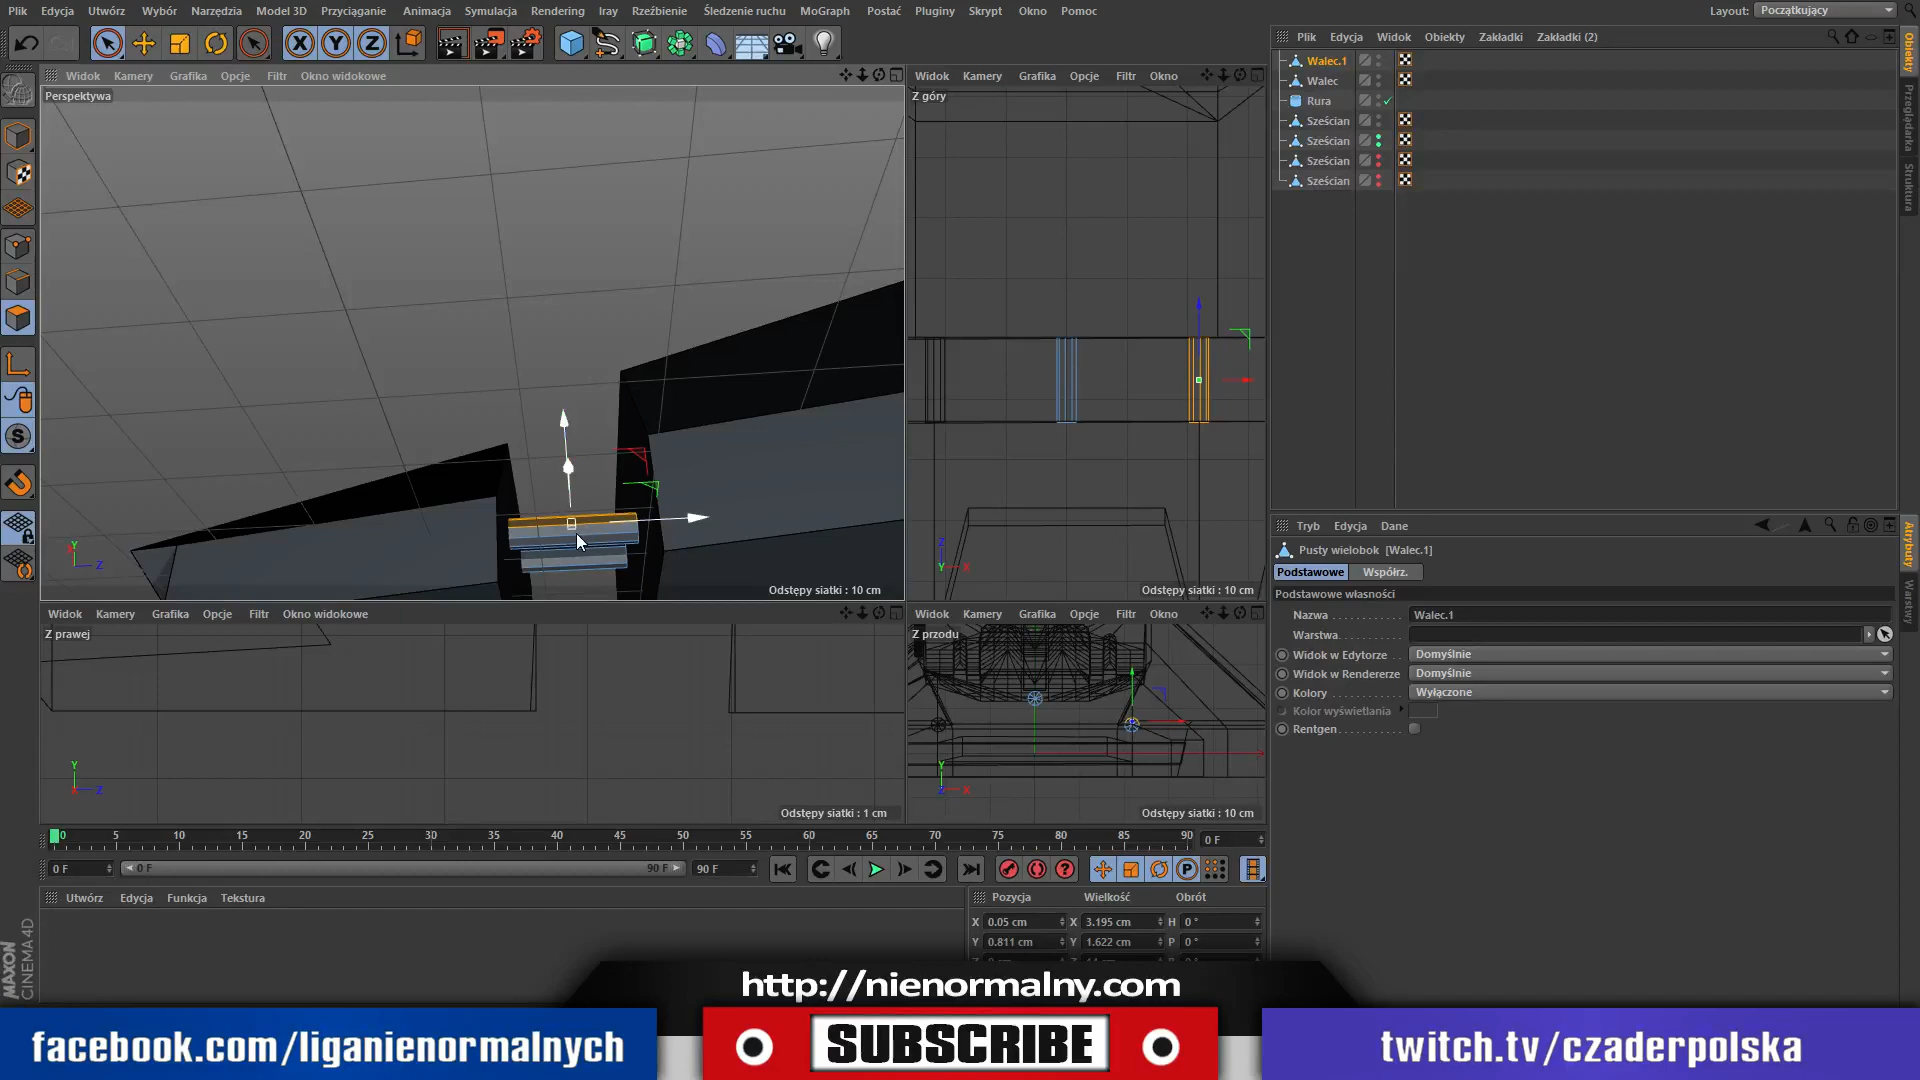 Plik Edycja Utwórz Wybór Narzędzia Model 3D Przyciąganie Animacja Symulacja Rendering Iray Rzeźbienie Śledzenie ruchu MoGraph Postać Pluginy Skrypt Okno Pomoc Layout: Początkujący
Plik Edycja Widok Obiekty Zakładki Zakładki (2)
Widok Kamery Grafika Opcje Filtr Okno widokowe
Perspektywa
Odstępy siatki : 10 cm
Widok Kamery Grafika Opcje Filtr Okno
Z góry
Odstępy siatki : 10 cm
Walec.1
Walec
Rura
Sześcian
Sześcian
Sześcian
Sześcian
Obiekty
Przeglądarka
Struktura
Widok Kamery Grafika Opcje Filtr Okno widokowe
Z prawej
Odstępy siatki : 1 cm
Widok Kamery Grafika Opcje Filtr Okno
Z przodu
Odstępy siatki : 10 cm
Tryb Edycja Dane
Pusty wielobok [Walec.1]
Podstawowe Współrz.
Podstawowe własności
Nazwa Walec.1
Warstwa
Widok w Edytorze Domyślnie
Widok w Rendererze Domyślnie
Kolory Wyłączone
Kolor wyświetlania
Rentgen
Atrybuty
Warstwy
0 5 10 15 20 25 30 35 40 45 50 55 60 65 70 75 80 85 90 0 F
0 F 0 F 90 F 90 F
Utwórz Edycja Funkcja Tekstura
Pozycja Wielkość Obrót
X 0.05 cm X 3.195 cm H 0 °
Y 0.811 cm Y 1.622 cm P 0 °
MAXON
CINEMA 4D
http://nienormalny.com
facebook.com/liganienormalnych
SUBSCRIBE
twitch.tv/czaderpolska